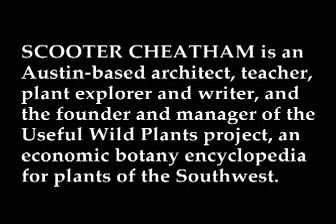 SCOOTER CHEATHAM is an
Austin-based architect, teacher,
plant explorer and writer, and
the founder and manager of the
Useful Wild Plants project, an
economic botany encyclopedia
for plants of the Southwest.